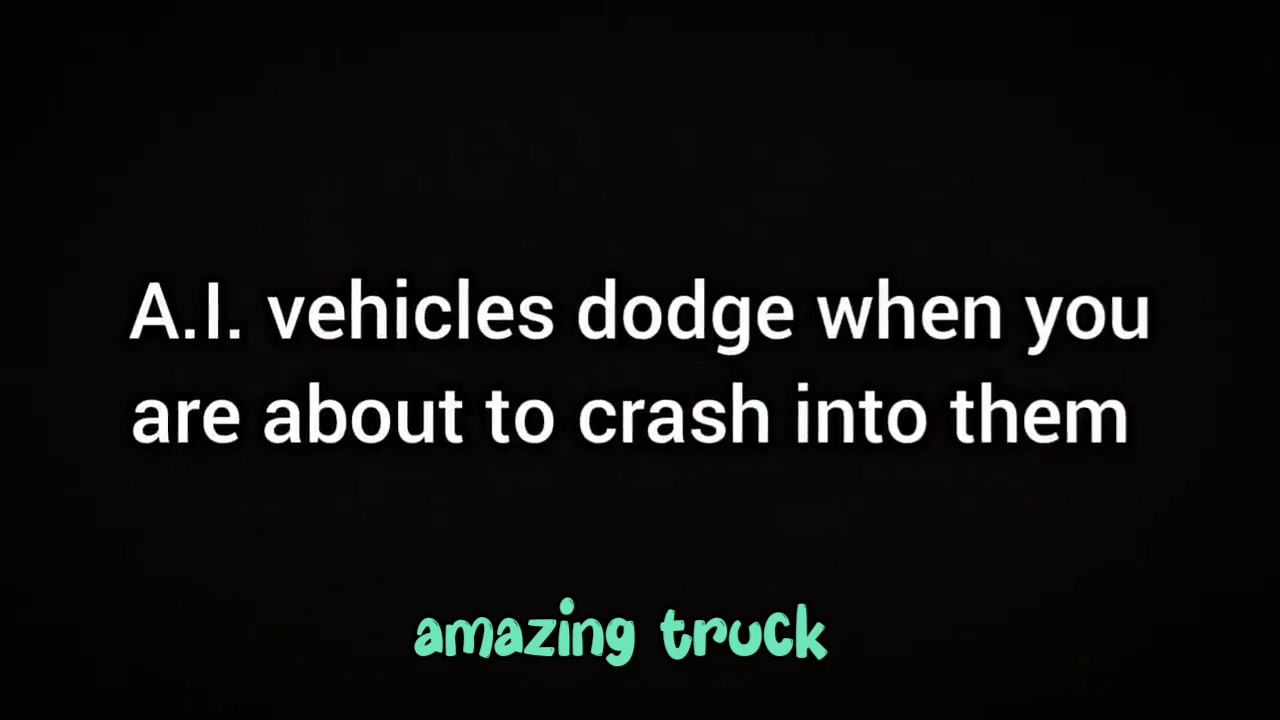 A.I. vehicles dodge when you
are about to crash into them
amazing truck